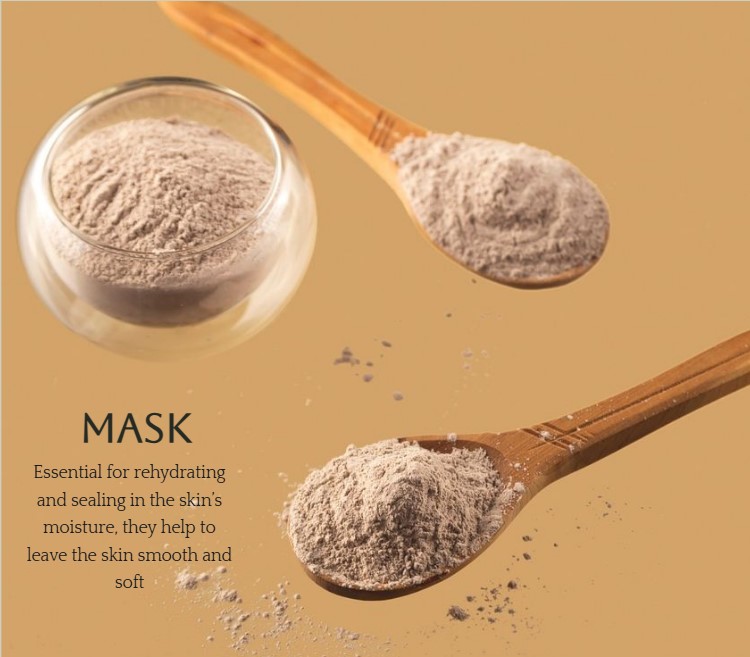 MASK
Essential for rehydrating
and sealing in the skin's
moisture, they help to
leave the skin smooth and
soft